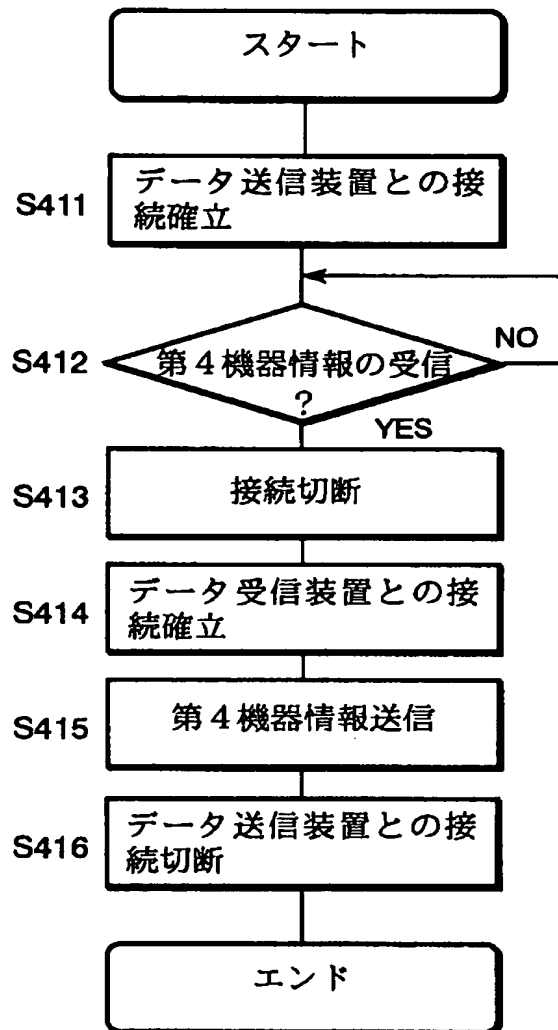 スタート
S411
データ送信装置との接
続確立
S412
第４機器情報の受信
？
NO
YES
S413
接続切断
S414
データ受信装置との接
続確立
S415
第４機器情報送信
S416
データ送信装置との接
続切断
エンド